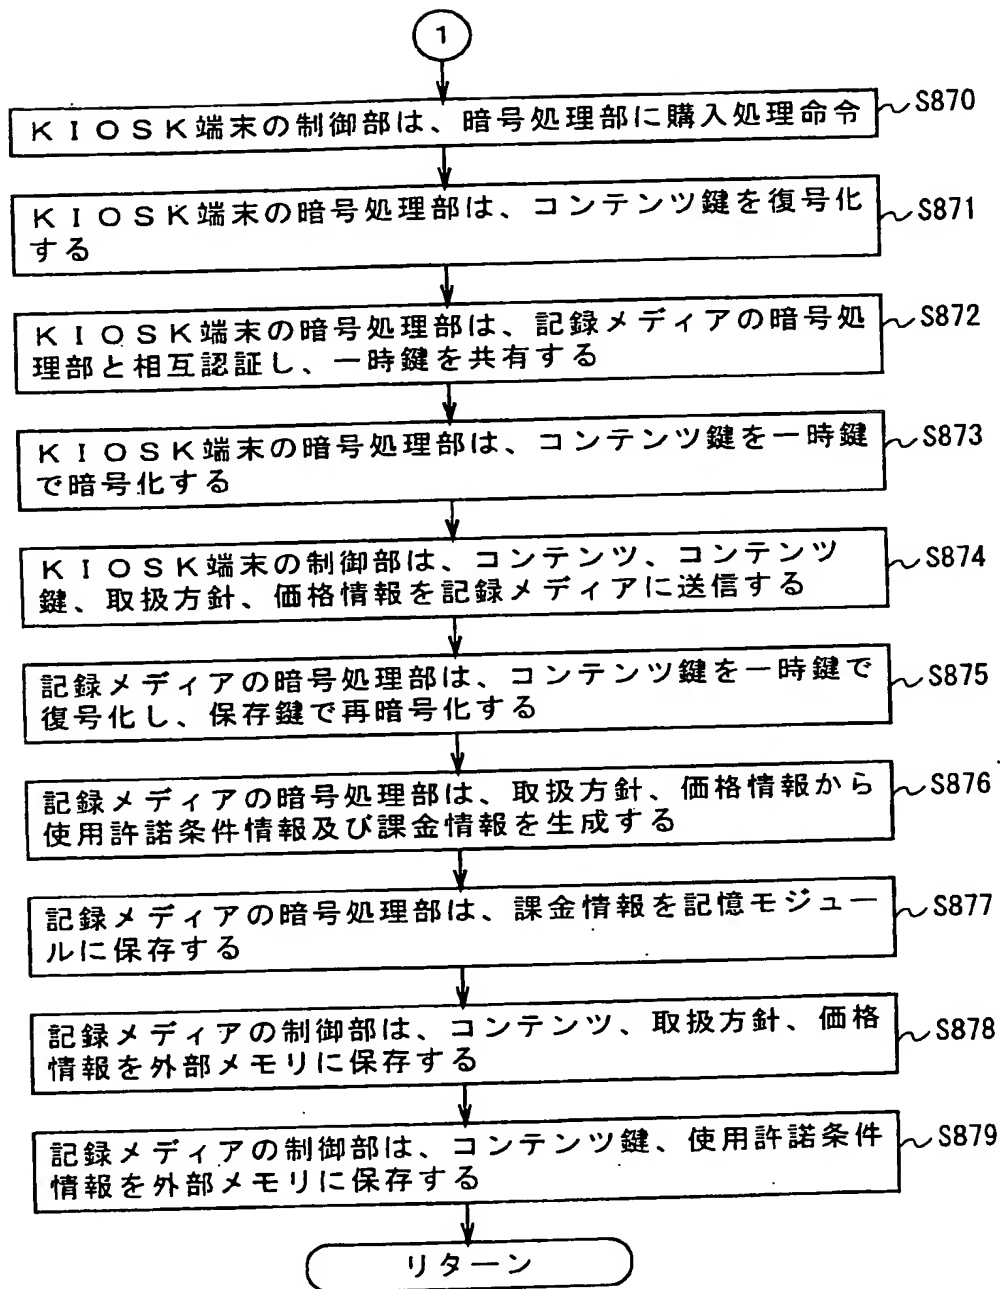 1
KIOSK端末の制御部は、暗号処理部に購入処理命令
S870
KIOSK端末の暗号処理部は、コンテンツ鍵を復号化
する
S871
KIOSK端末の暗号処理部は、記録メディアの暗号処
理部と相互認証し、一時鍵を共有する
S872
KIOSK端末の暗号処理部は、コンテンツ鍵を一時鍵
で暗号化する
S873
KIOSK端末の制御部は、コンテンツ、コンテンツ
鍵、取扱方針、価格情報を記録メディアに送信する
S874
記録メディアの暗号処理部は、コンテンツ鍵を一時鍵で
復号化し、保存鍵で再暗号化する
S875
記録メディアの暗号処理部は、取扱方針、価格情報から
使用許諾条件情報及び課金情報を生成する
S876
記録メディアの暗号処理部は、課金情報を記憶モジュー
ルに保存する
S877
記録メディアの制御部は、コンテンツ、取扱方針、価格
情報を外部メモリに保存する
S878
記録メディアの制御部は、コンテンツ鍵、使用許諾条件
情報を外部メモリに保存する
S879
リターン